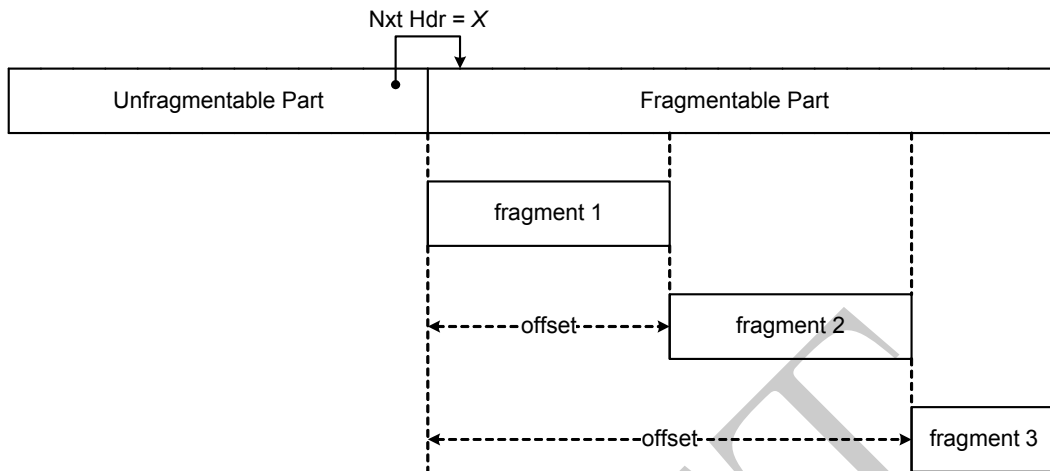 Nxt Hdr = X
Unfragmentable Part
Fragmentable Part
fragment 1
offset
fragment 2
offset
fragment 3